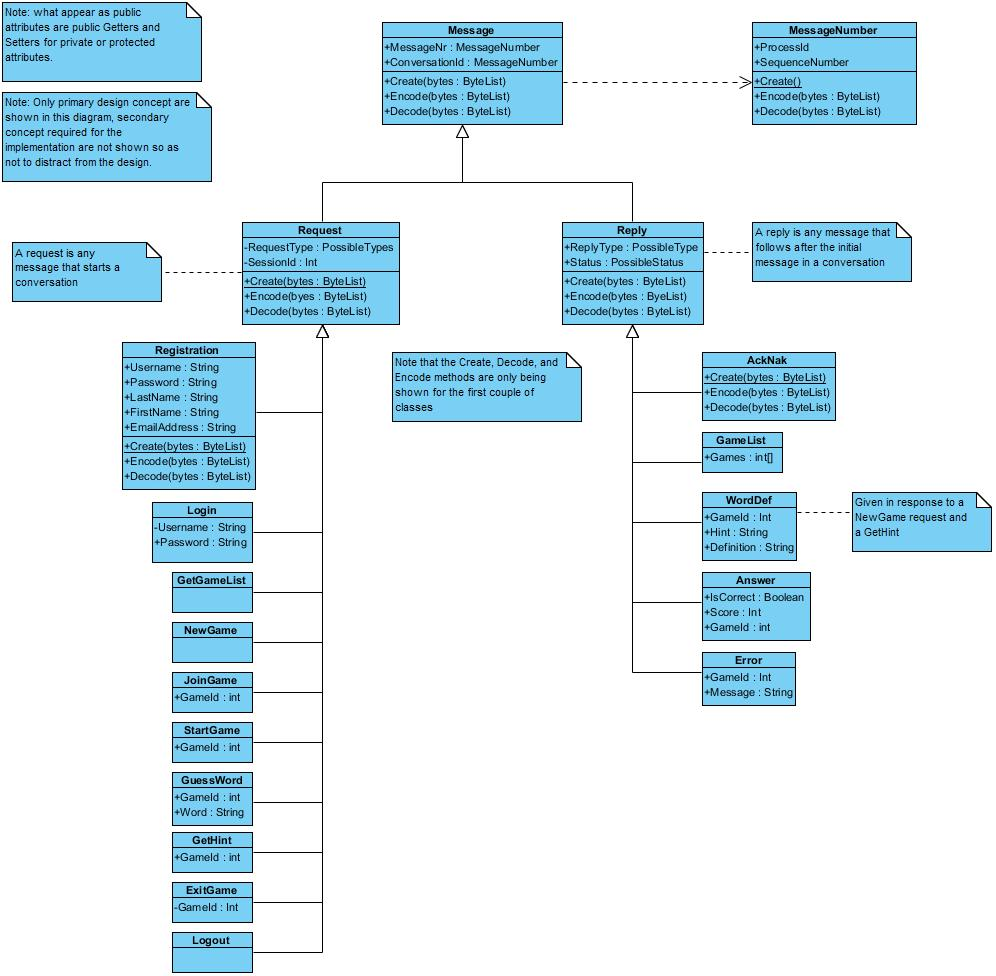 Note: what appear as public
attributes are public Getters and
Setters for private or protected
attributes.
Note: Only primary design concept are
shown in this diagram, secondary
concept required for the
implementation are not shown so as
not to distract from the design.
Message
+MessageNr : MessageNumber
+ConversationId : MessageNumber
+Create(bytes : ByteList)
+Encode(bytes : ByteList)
+Decode(bytes : ByteList)
MessageNumber
+ProcessId
+SequenceNumber
+Create()
+Encode(bytes : ByteList)
+Decode(bytes : ByteList)
A request is any
message that starts a
conversation
Request
-RequestType : PossibleTypes
-SessionId : Int
+Create(bytes : ByteList)
+Encode(byes : ByteList)
+Decode(bytes : ByteList)
Reply
+ReplyType : PossibleType
+Status : PossibleStatus
+Create(bytes : ByteList)
+Encode(bytes : ByteList)
+Decode(bytes : ByteList)
A reply is any message that
follows after the initial
message in a conversation
Note that the Create, Decode, and
Encode methods are only being
shown for the first couple of
classes
Registration
+Username : String
+Password : String
+LastName : String
+FirstName : String
+EmailAddress : String
+Create(bytes : ByteList)
+Encode(bytes : ByteList)
+Decode(bytes : ByteList)
Login
-Username : String
+Password : String
GetGameList
NewGame
JoinGame
+GameId : int
StartGame
+GameId : int
GuessWord
+GameId : int
+Word : String
GetHint
+GameId : int
ExitGame
-GameId : Int
Logout
AckNak
+Create(bytes : ByteList)
+Encode(bytes : ByteList)
+Decode(bytes : ByteList)
GameList
+Games : int[]
WordDef
+GameId : Int
+Hint : String
+Definition : String
Given in response to a
NewGame request and
a GetHint
Answer
+IsCorrect : Boolean
+Score : Int
+GameId : int
Error
+GameId : Int
+Message : String